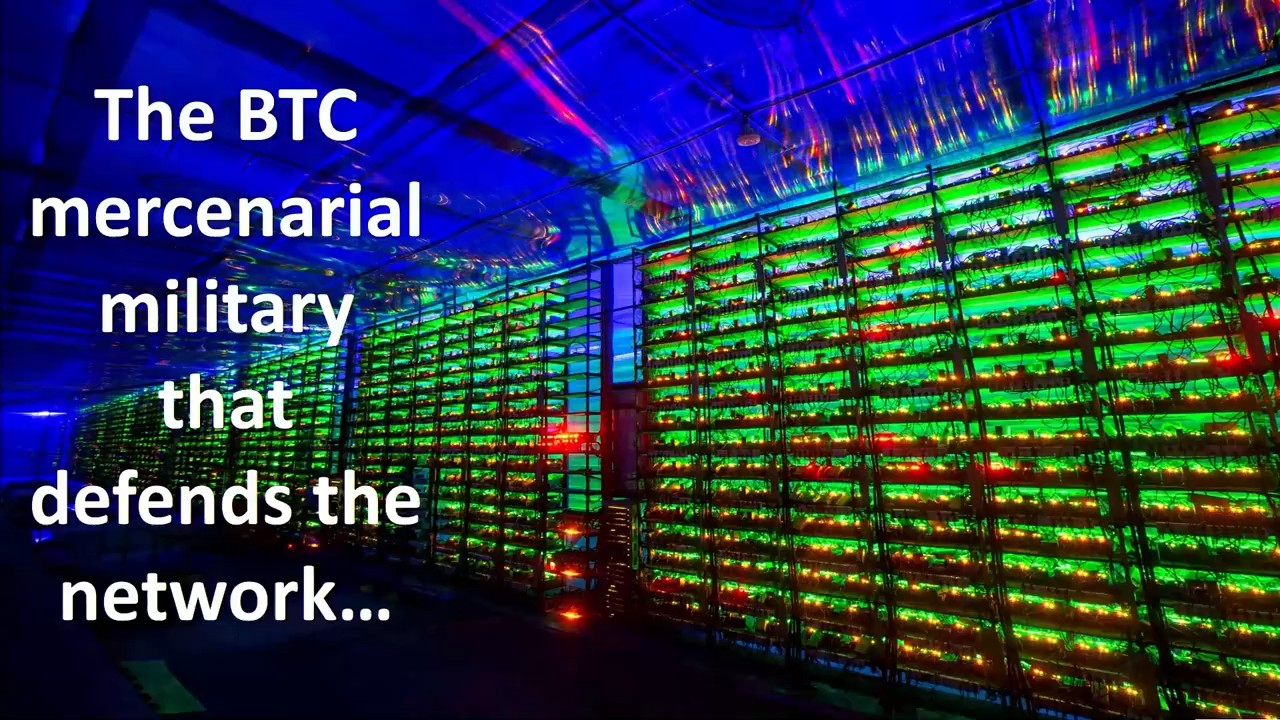 The BTC
mercenarial
military
that
defends the
network...